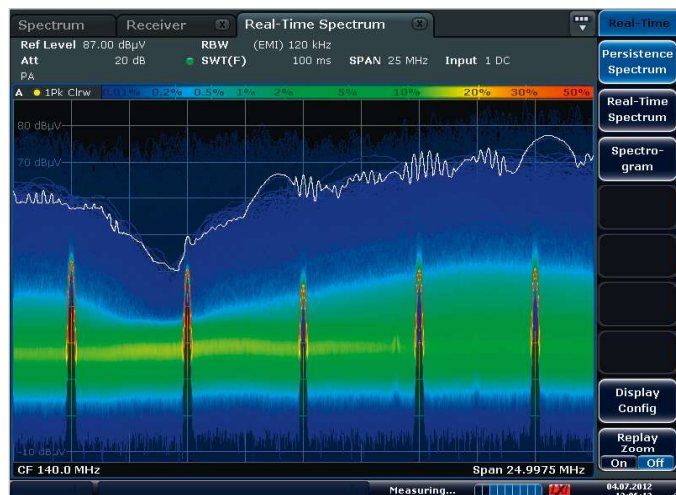 Spectrum Receiver X Real-Time Spectrum X
Ref Level 87.00 dBµV RBW (EMI) 120 kHz
Att 20 dB SWT(F) 100 ms SPAN 25 MHz Input 1 DC
PA
A 1Pk Clrw 0.01% 0.2% 0.5% 1% 2% 5% 10% 20% 30% 50%
80 dBµV
70 dBµV
-10 dBµV
CF 140.0 MHz Span 24.9975 MHz
Measuring...
04.07.2012
Real-Time
Persistence
Spectrum
Real-Time
Spectrum
Spectro-
gram
Display
Config
Replay
Zoom
On Off